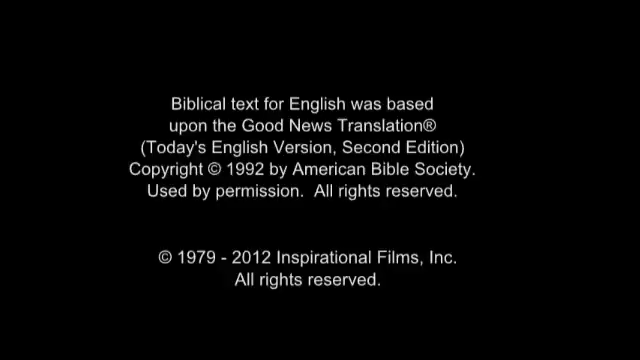 Biblical text for English was based
upon the Good News Translation®
(Today's English Version, Second Edition)
Copyright © 1992 by American Bible Society.
Used by permission.  All rights reserved.
© 1979 - 2012 Inspirational Films, Inc.
All rights reserved.